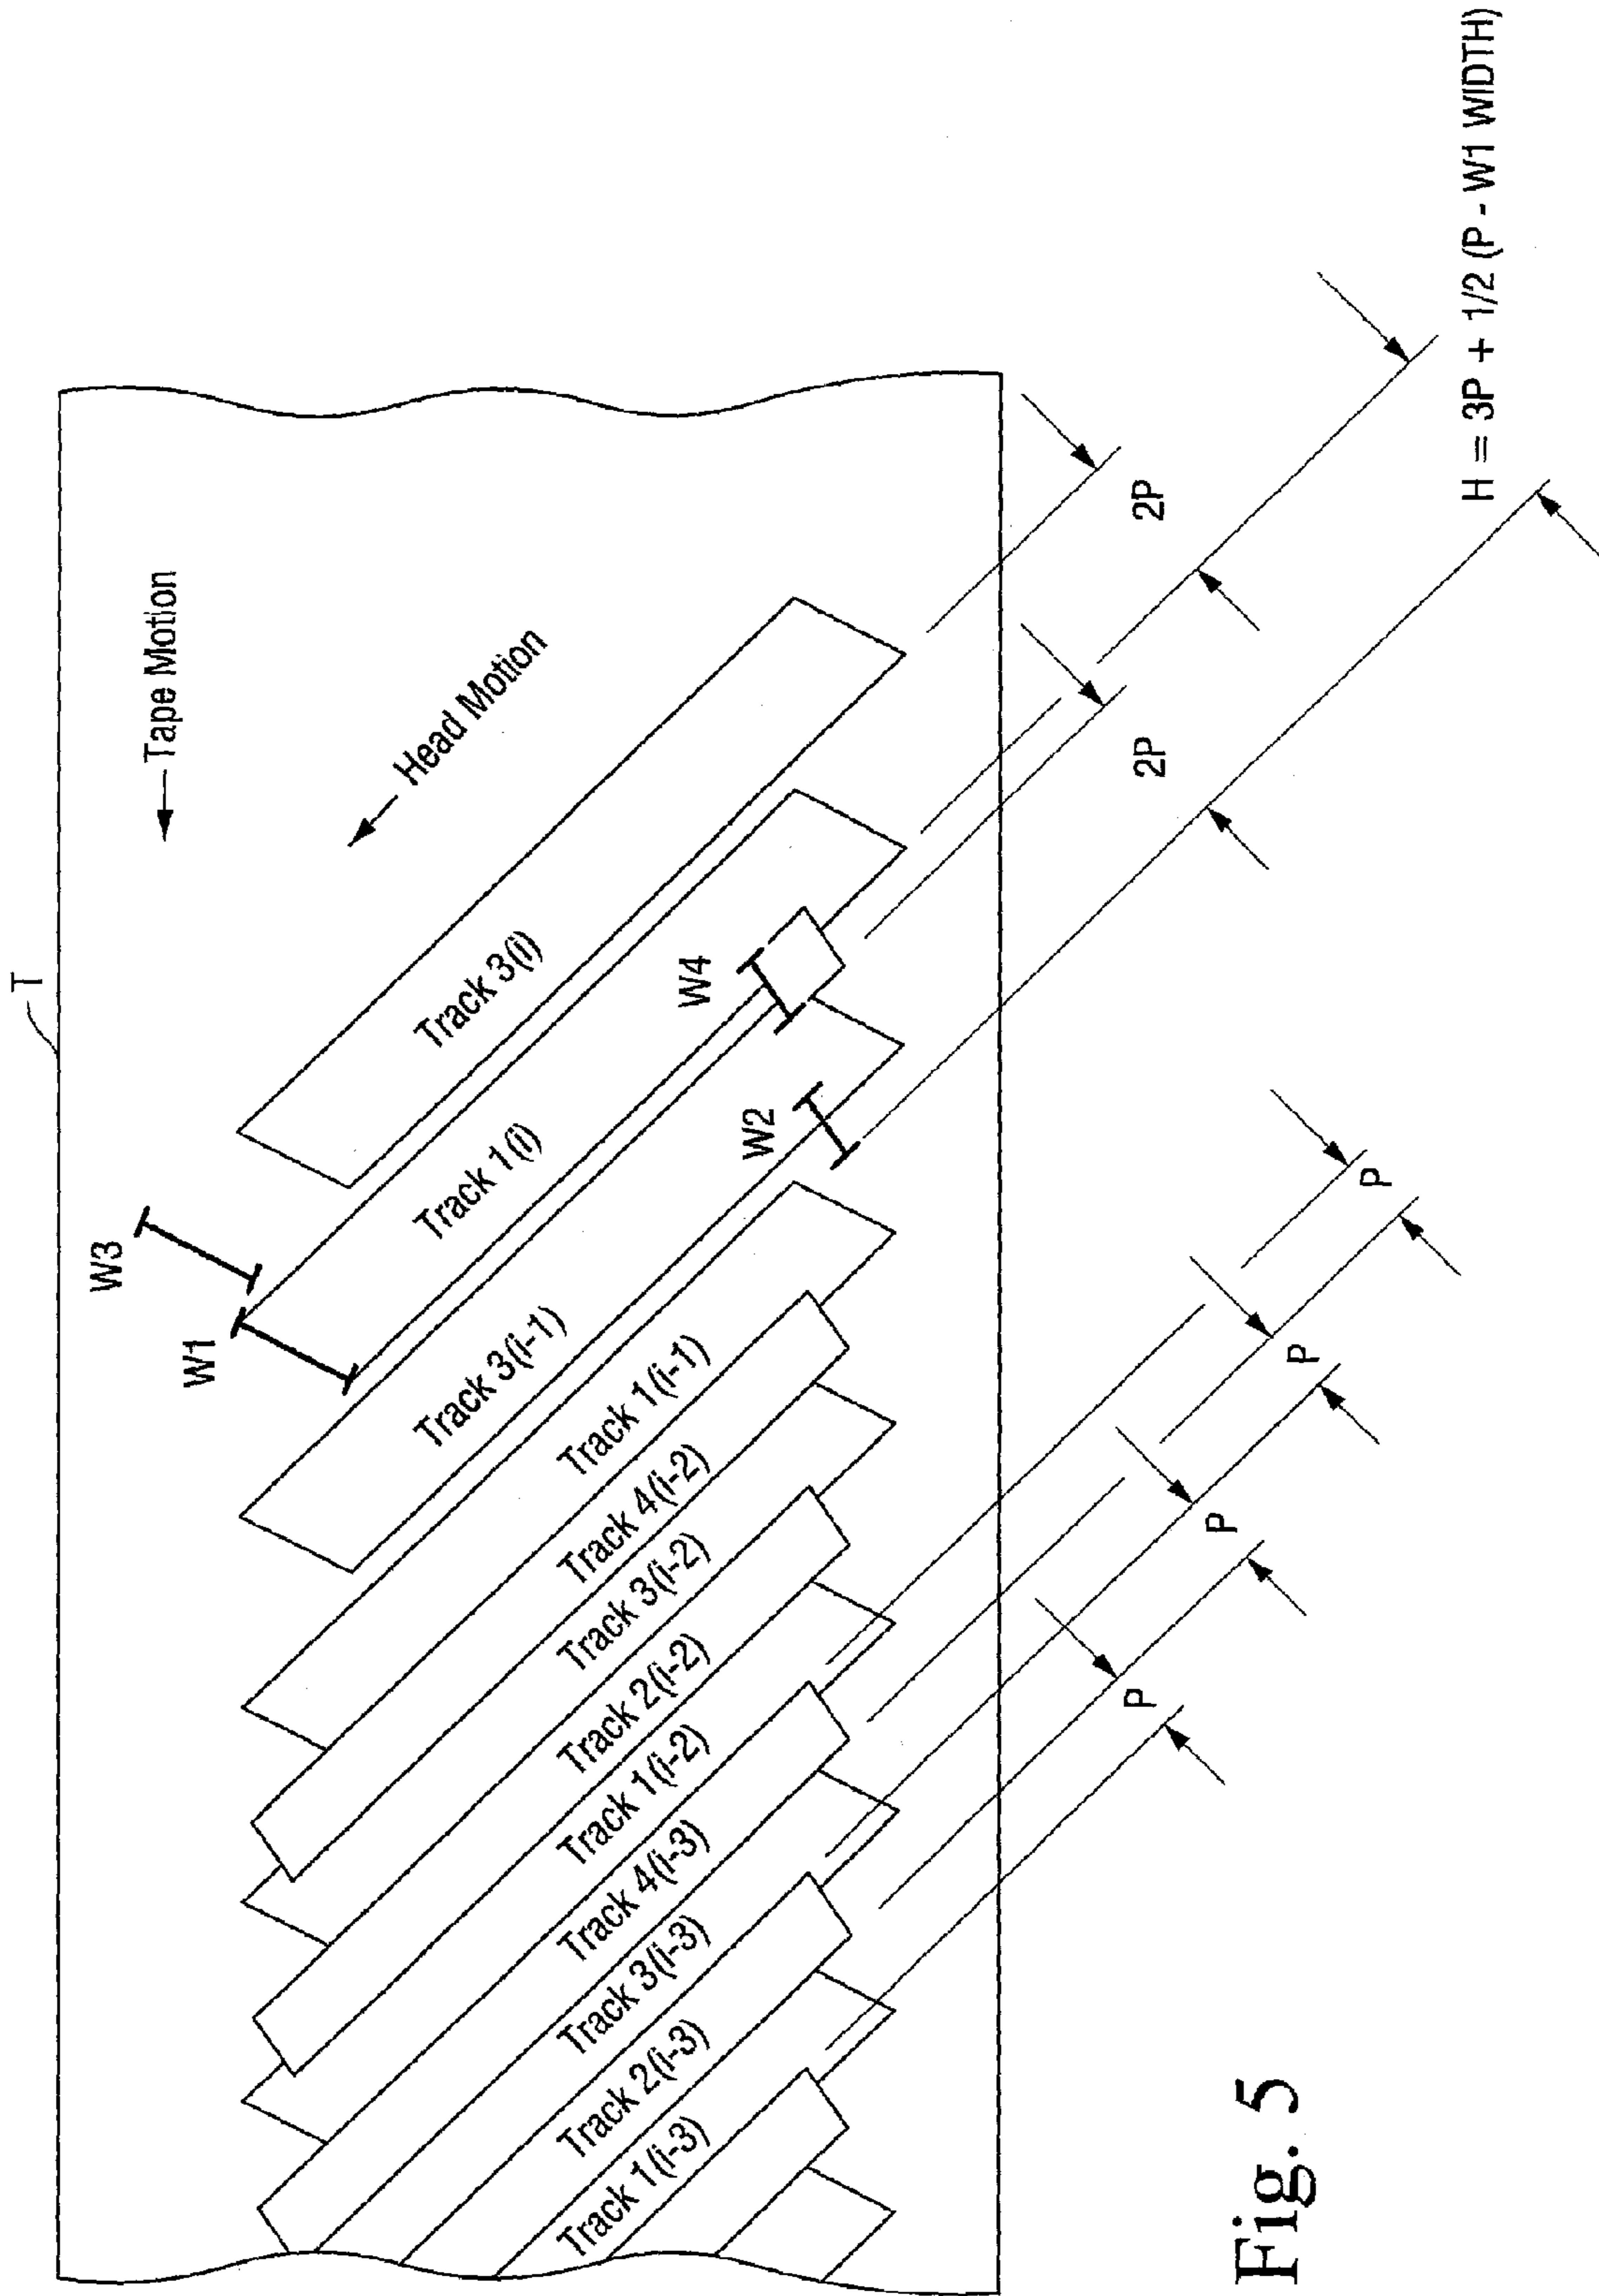 T
Tape Motion
Head Motion
W3
W1
W4
W2
Track 3(i)
Track 1(i)
Track 3(i-1)
Track 1(i-1)
Track 4(i-2)
Track 3(i-2)
Track 2(i-2)
Track 1(i-2)
Track 4(i-3)
Track 3(i-3)
Track 2(i-3)
Track 1(i-3)
2P
2P
P
P
P
P
H = 3P + 1/2 (P - W1 WIDTH)
Fig. 5